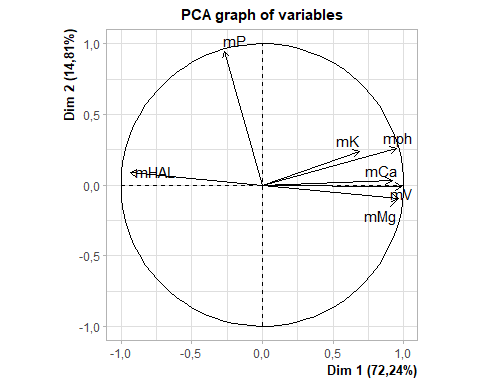 PCA graph of variables
Dim 2 (14,81%)
1,0
0,5
0,0
-0,5
-1,0
mP
mK
mph
mHAL
mCa
mV
mMg
-1,0
-0,5
0,0
0,5
1,0
Dim 1 (72,24%)